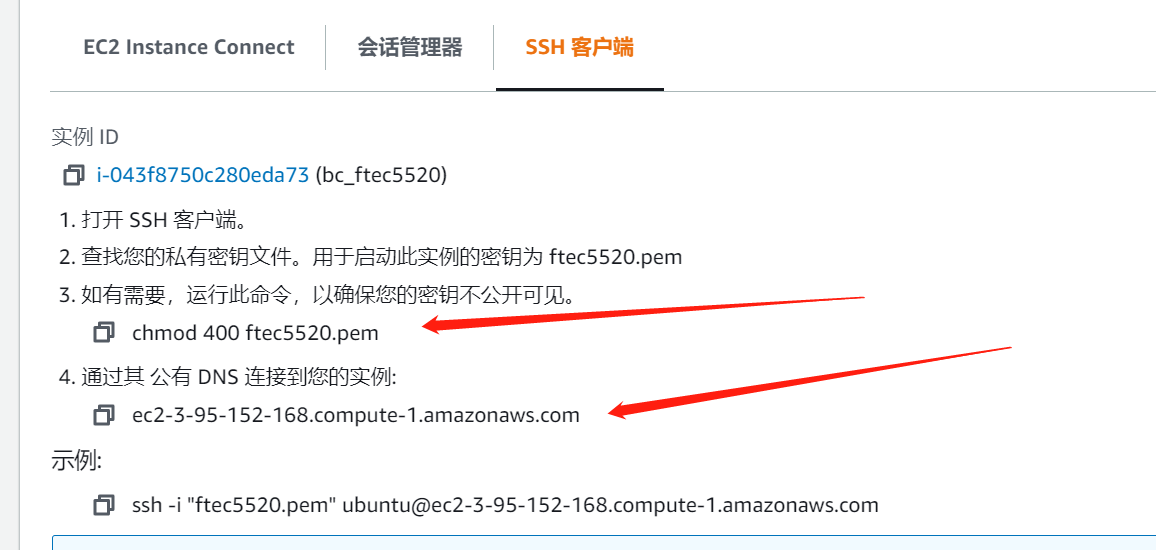 EC2 Instance Connect
会话管理器
SSH 客户端
实例 ID
i-043f8750c280eda73 (bc_ftec5520)
1. 打开 SSH 客户端。
2. 查找您的私有密钥文件。用于启动此实例的密钥为 ftec5520.pem
3. 如有需要，运行此命令，以确保您的密钥不公开可见。
chmod 400 ftec5520.pem
4. 通过其 公有 DNS 连接到您的实例:
ec2-3-95-152-168.compute-1.amazonaws.com
示例:
ssh -i "ftec5520.pem" ubuntu@ec2-3-95-152-168.compute-1.amazonaws.com